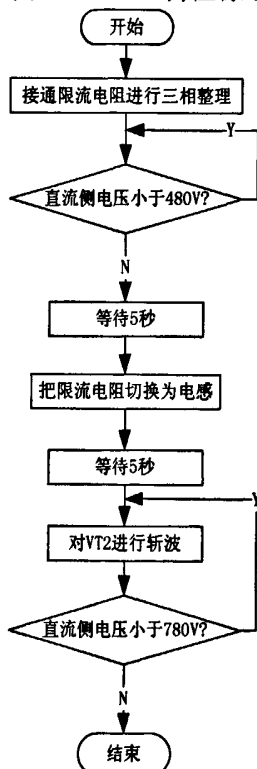 开始
接通限流电阻进行三相整理
Y
直流侧电压小于480V?
N
等待5秒
把限流电阻切换为电感
等待5秒
Y
对VT2进行斩波
直流侧电压小于780V?
N
结束